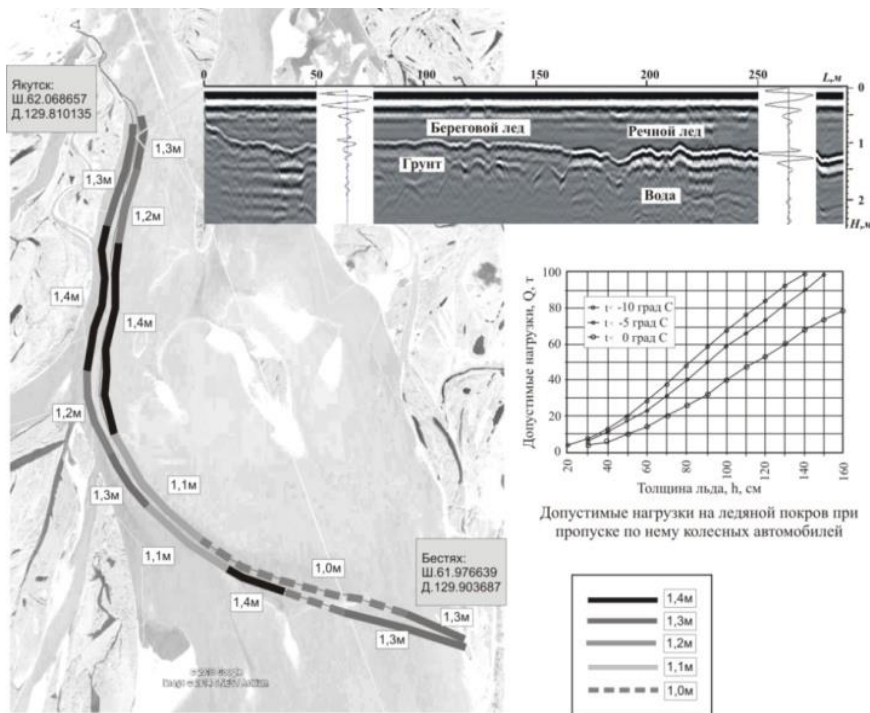 Якутск:
Ш.62.068657
Д.129.810135
0 50 100 150 200 250 L,м
0
1
2
H,м
Береговой лед
Речной лед
Грунт
Вода
1,3м
1,3м
1,2м
1,4м
1,4м
1,2м
1,3м
1,1м
1,1м
1,0м
1,4м
1,3м
1,3м
Бестях:
Ш.61.976639
Д.129.903687
Допустимые нагрузки, Q, т
100
80
60
40
20
0
t< -10 град С
t< -5 град С
t< 0 град С
20 40 60 80 100 120 140 160
Толщина льда, h, см
Допустимые нагрузки на ледяной покров при
пропуске по нему колесных автомобилей
1,4м
1,3м
1,2м
1,1м
1,0м
Google